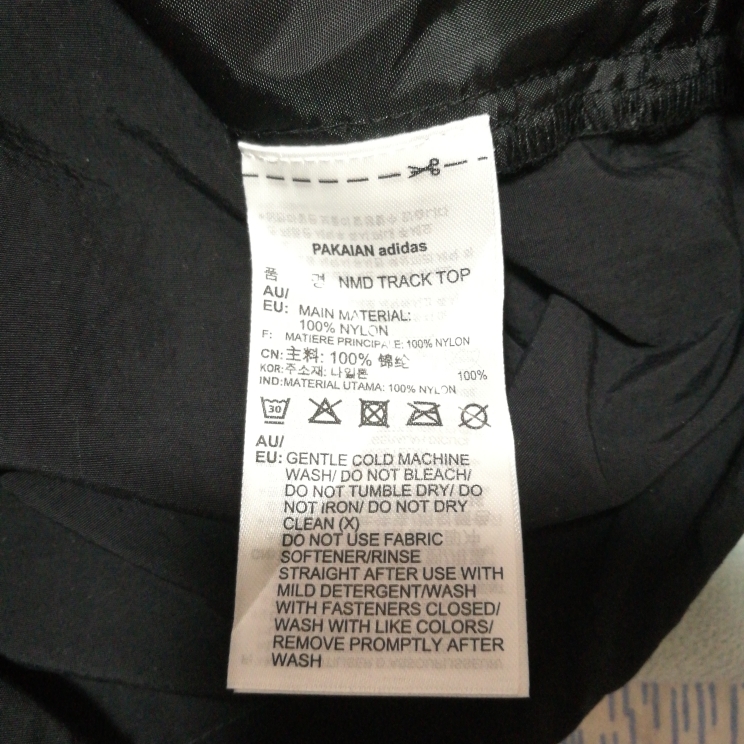 PAKAIAN adidas
품 명 NMD TRACK TOP
AU/
EU: MAIN MATERIAL:
100% NYLON
F: MATIERE PRINCIPALE: 100% NYLON
CN: 主料: 100% 锦纶
KOR: 주소재: 나일론 100%
IND: MATERIAL UTAMA: 100% NYLON
30
AU/
EU: GENTLE COLD MACHINE
WASH/ DO NOT BLEACH/
DO NOT TUMBLE DRY/ DO
NOT IRON/ DO NOT DRY
CLEAN (X)
DO NOT USE FABRIC
SOFTENER/RINSE
STRAIGHT AFTER USE WITH
MILD DETERGENT/WASH
WITH FASTENERS CLOSED/
WASH WITH LIKE COLORS/
REMOVE PROMPTLY AFTER
WASH